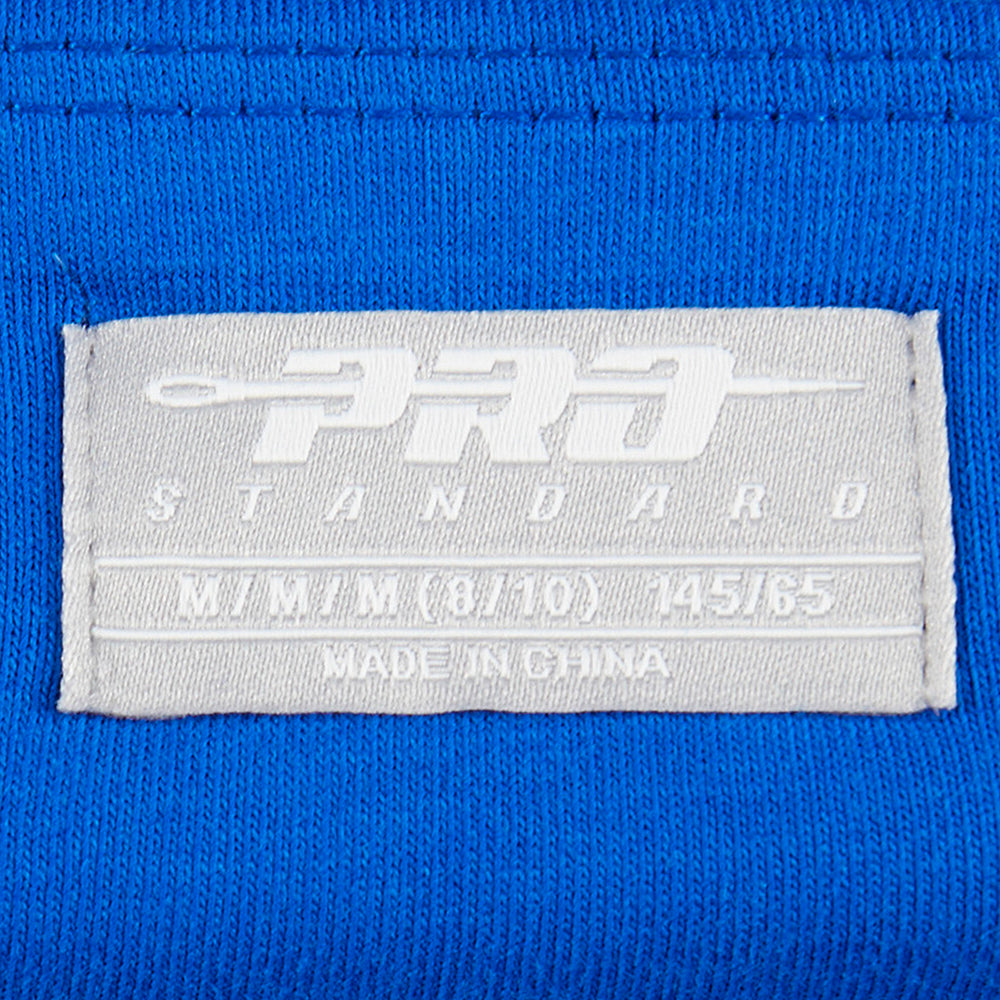 PRO
STANDARD
M/M/M (8/10) 145/65
MADE IN CHINA